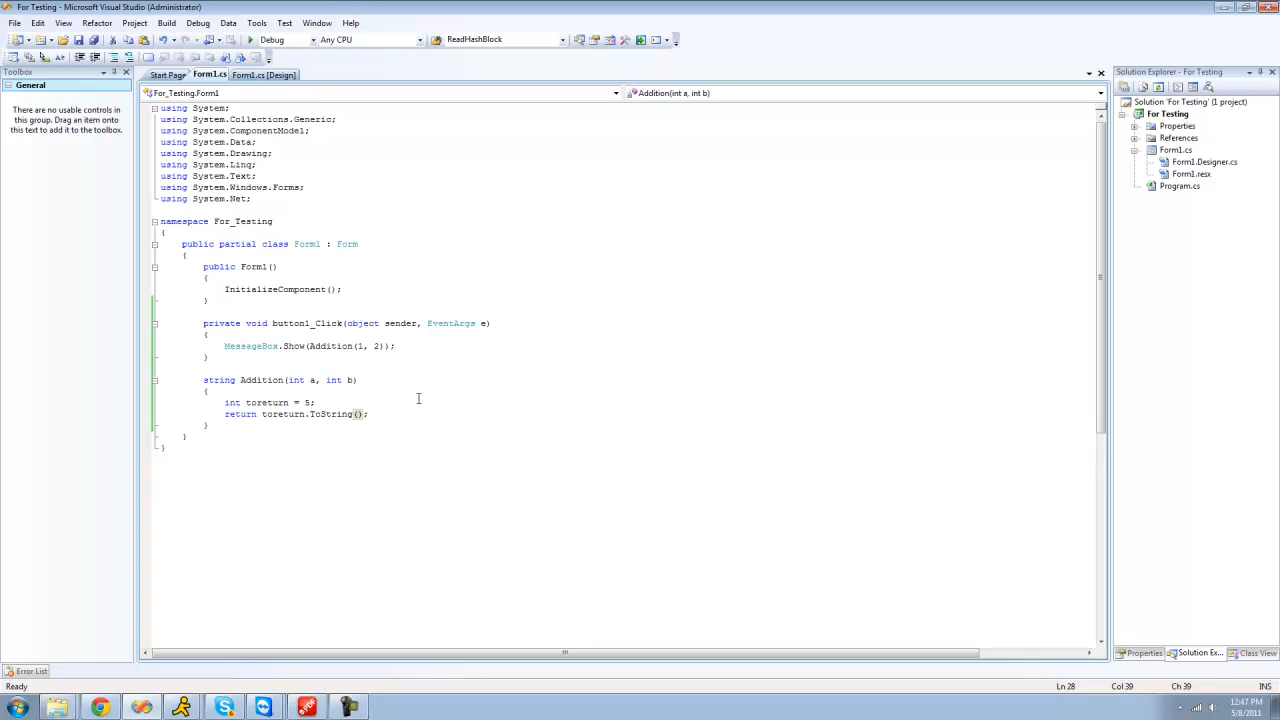 For Testing - Microsoft Visual Studio (Administrator)
File Edit View Refactor Project Build Debug Data Tools Test Window Help
Debug Any CPU ReadHashBlock
Toolbox
General
There are no usable controls in
this group. Drag an item onto
this text to add it to the toolbox.
Start Page Form1.cs Form1.cs [Design]
For_Testing.Form1 Addition(int a, int b)
using System;
using System.Collections.Generic;
using System.ComponentModel;
using System.Data;
using System.Drawing;
using System.Linq;
using System.Text;
using System.Windows.Forms;
using System.Net;
namespace For_Testing
{
public partial class Form1 : Form
{
public Form1()
{
InitializeComponent();
}
private void button1_Click(object sender, EventArgs e)
{
MessageBox.Show(Addition(1, 2));
}
string Addition(int a, int b)
{
int toreturn = 5;
return toreturn.ToString();
}
}
}
Solution Explorer - For Testing
Solution 'For Testing' (1 project)
For Testing
Properties
References
Form1.cs
Form1.Designer.cs
Form1.resx
Program.cs
Properties Solution Ex... Class View
Error List
Ready Ln 28 Col 39 Ch 39 INS
12:47 PM
5/8/2011